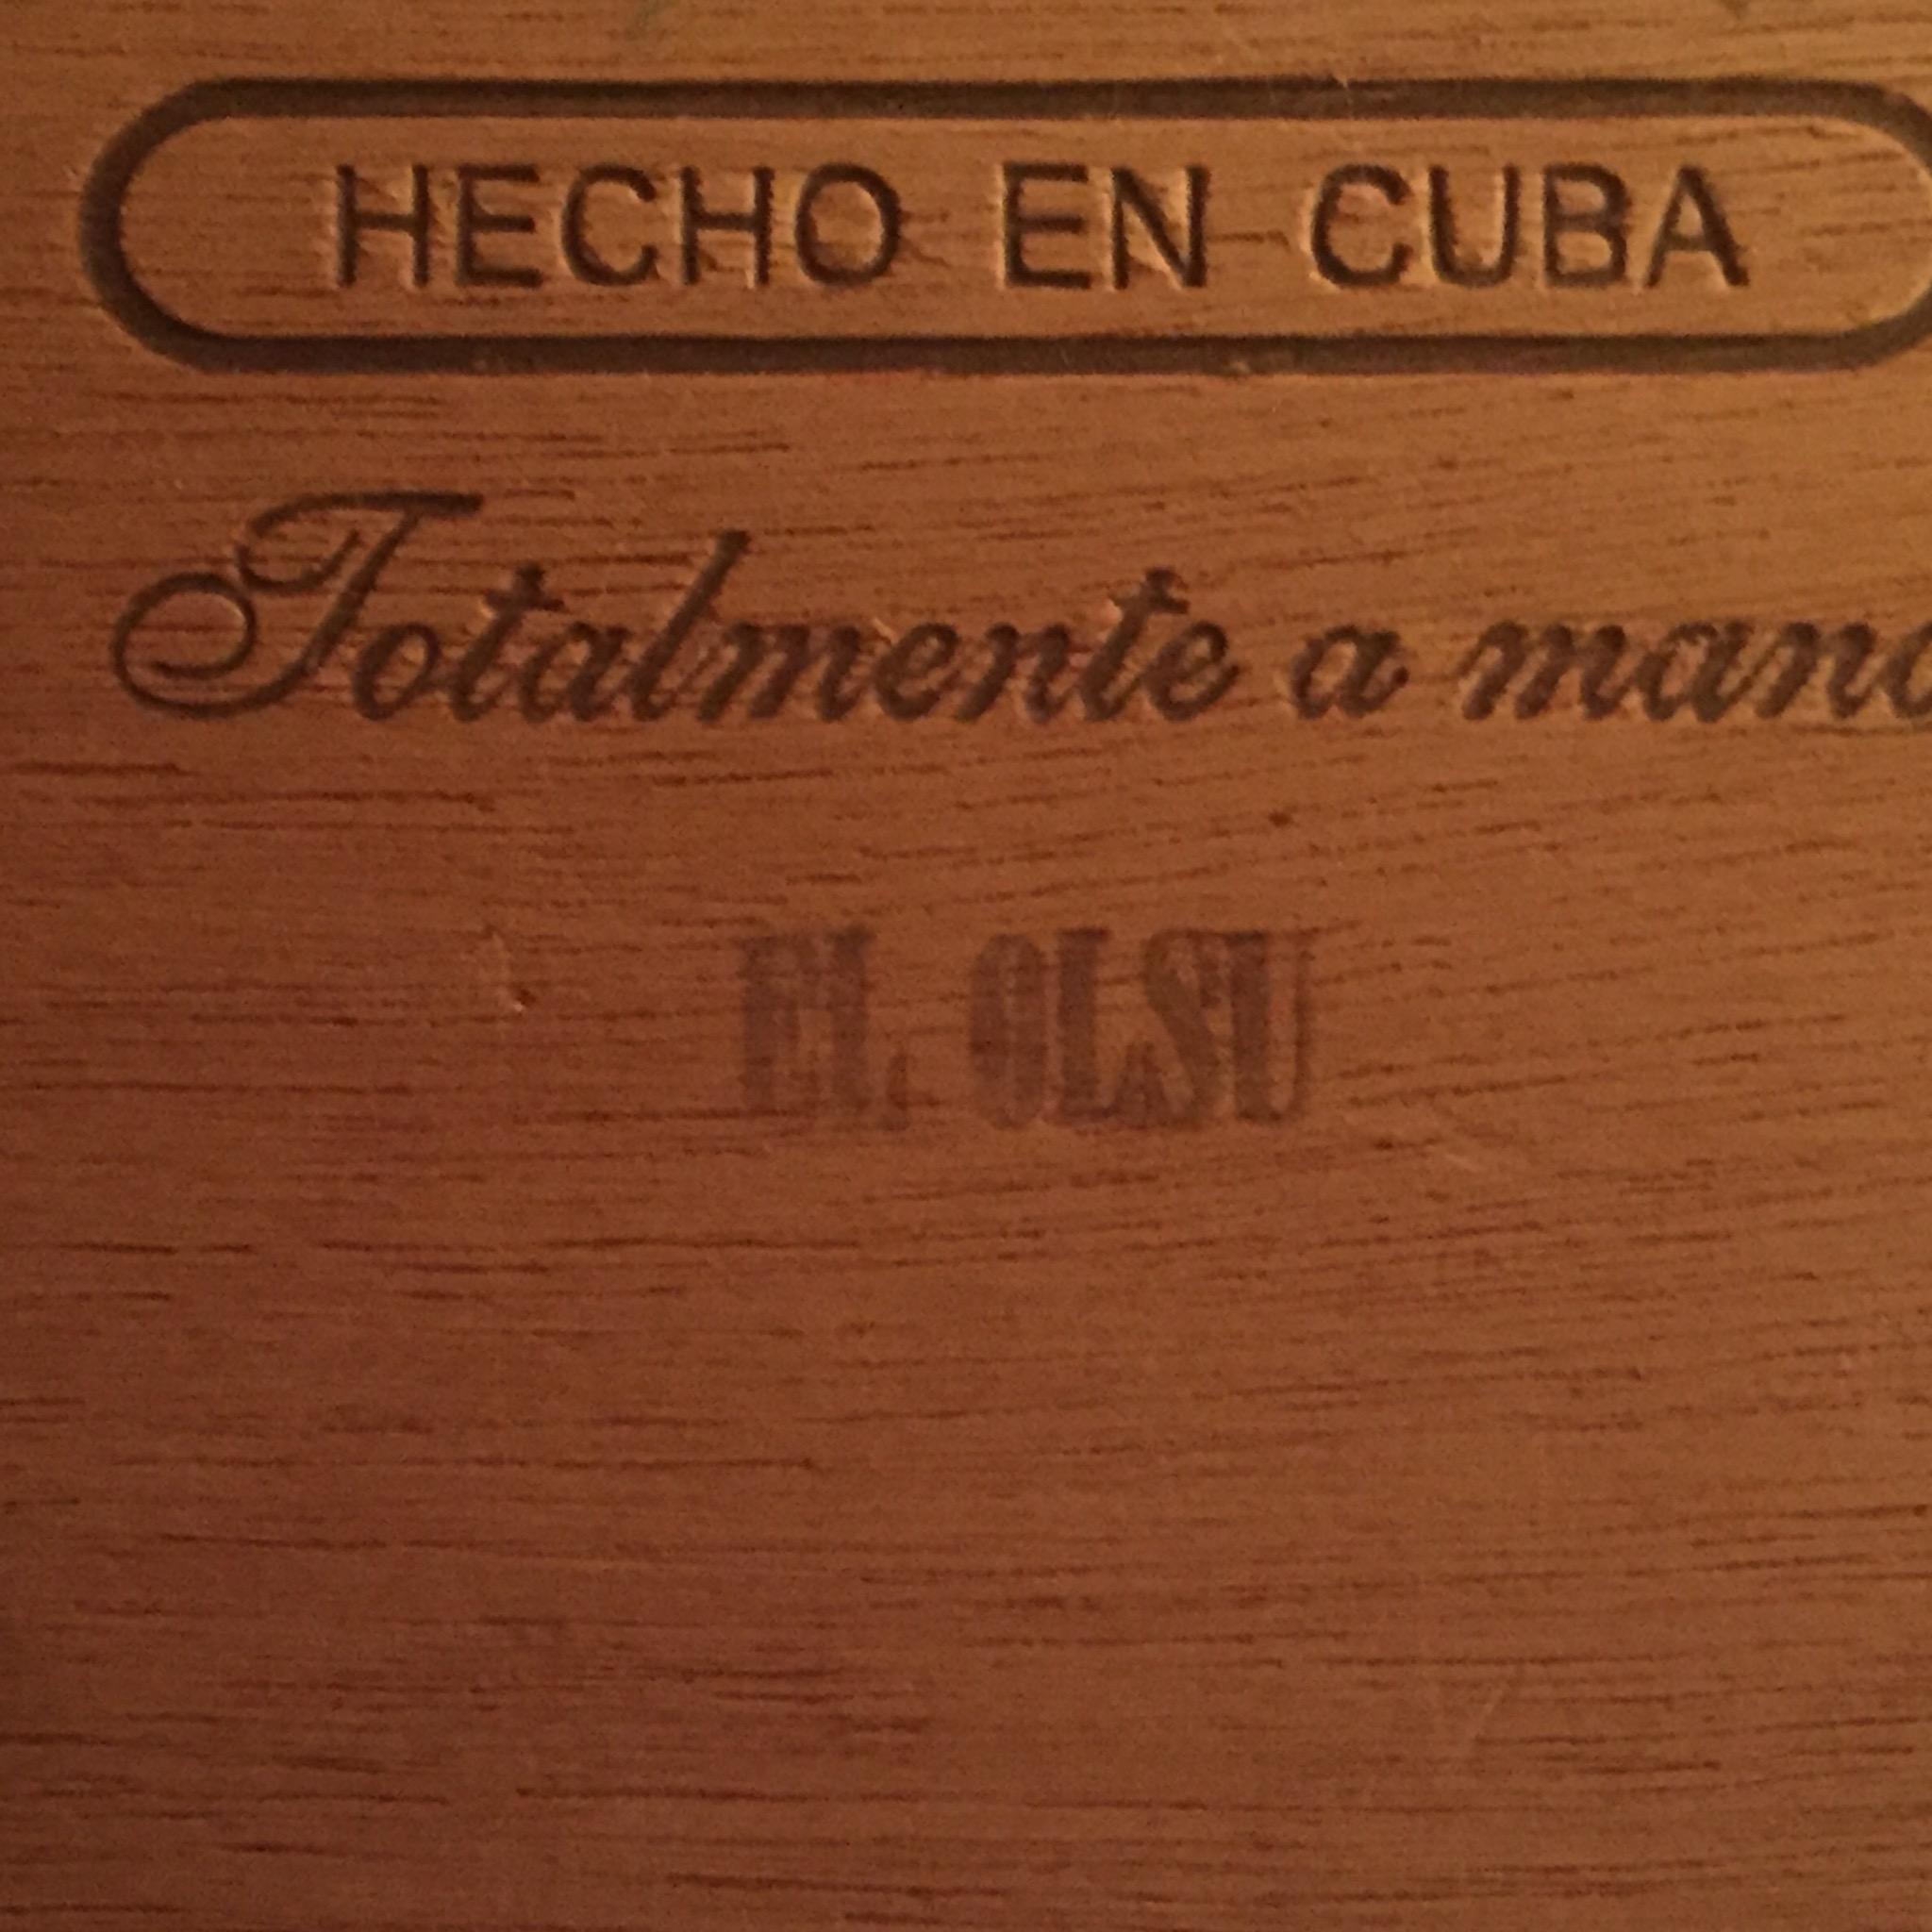 HECHO EN CUBA
Totalmente a mano
EL OLSU